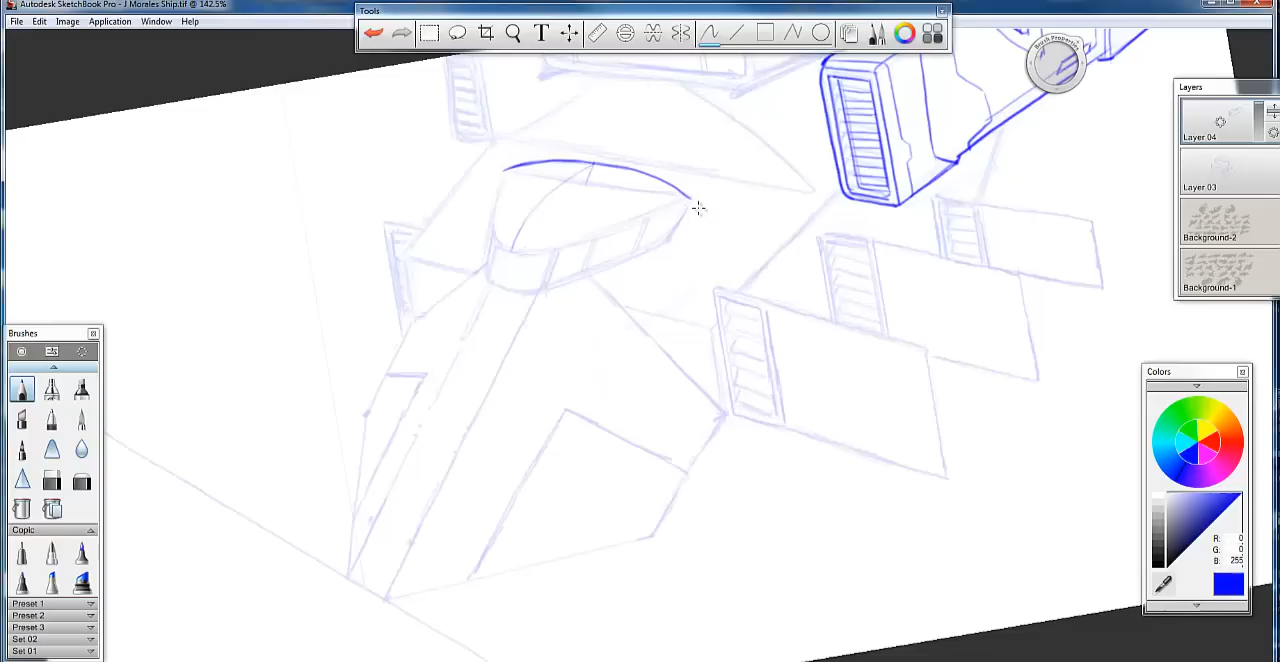 Autodesk SketchBook Pro - J Morales Ship.tif @ 142.5%
File Edit Image Application Window Help
Tools
T
Brush Properties
Layers
Layer 04
Layer 03
Background-2
Background-1
Brushes
Copic
Preset 1
Preset 2
Preset 3
Set 02
Set 01
Colors
R: 0
G: 0
B: 255